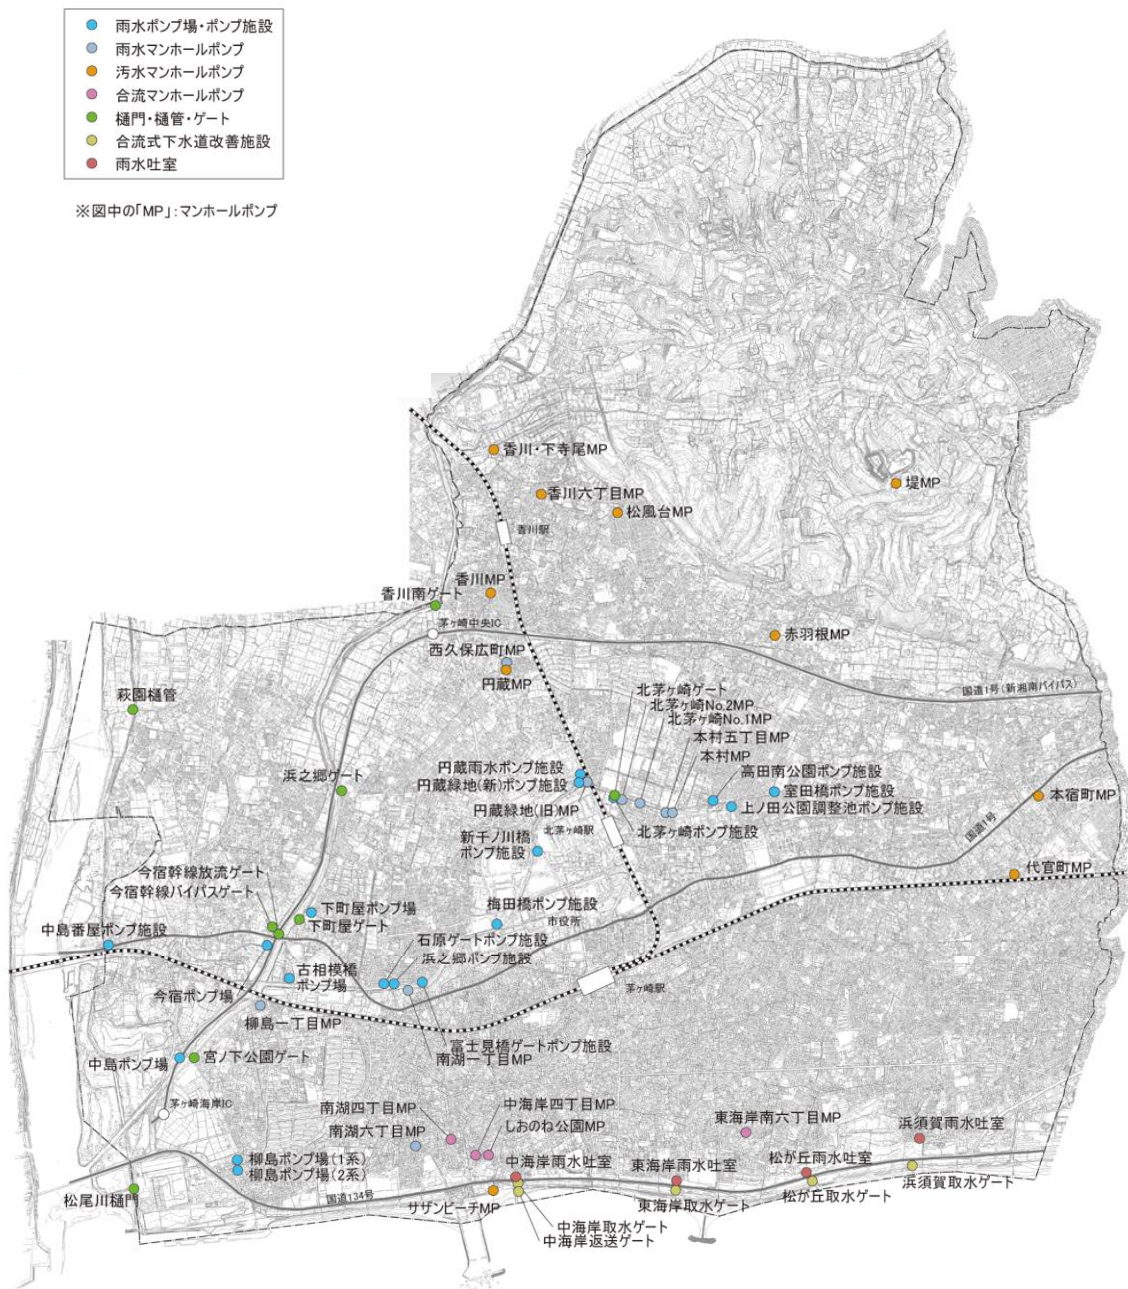 雨水ポンプ場・ポンプ施設
雨水マンホールポンプ
汚水マンホールポンプ
合流マンホールポンプ
樋門・樋管・ゲート
合流式下水道改善施設
雨水吐室
※図中の「MP」:マンホールポンプ
香川・下寺尾MP
堤MP
香川六丁目MP
松風台MP
香川駅
香川MP
香川南ゲート
茅ヶ崎中央IC
赤羽根MP
西久保広町MP
円蔵MP
国道1号(新湘南バイパス)
萩園樋管
北茅ヶ崎ゲート
北茅ヶ崎No.2MP
北茅ヶ崎No.1MP
本村五丁目MP
本村MP
浜之郷ゲート
円蔵雨水ポンプ施設
円蔵緑地(新)ポンプ施設
高田南公園ポンプ施設
室田橋ポンプ施設
上ノ田公園調整池ポンプ施設
本宿町MP
円蔵緑地(旧)MP
北茅ヶ崎駅
北茅ヶ崎ポンプ施設
国道1号
新千ノ川橋
ポンプ施設
代官町MP
今宿幹線放流ゲート
今宿幹線バイパスゲート
下町屋ポンプ場
下町屋ゲート
梅田橋ポンプ施設
市役所
中島番屋ポンプ施設
石原ゲートポンプ施設
浜之郷ポンプ施設
古相模橋
ポンプ場
今宿ポンプ場
茅ヶ崎駅
柳島一丁目MP
富士見橋ゲートポンプ施設
南湖一丁目MP
中島ポンプ場
宮ノ下公園ゲート
茅ヶ崎海岸IC
南湖四丁目MP
中海岸四丁目MP
しおのね公園MP
東海岸南六丁目MP
浜須賀雨水吐室
南湖六丁目MP
柳島ポンプ場(1系)
柳島ポンプ場(2系)
中海岸雨水吐室
東海岸雨水吐室
松が丘雨水吐室
浜須賀取水ゲート
松尾川樋門
国道134号
サザンビーチMP
東海岸取水ゲート
松が丘取水ゲート
中海岸取水ゲート
中海岸返送ゲート